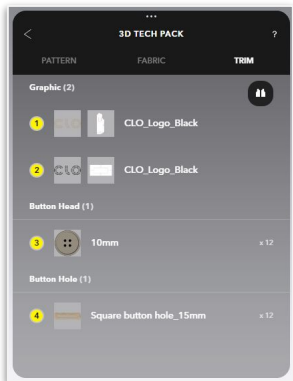 3D TECH PACK
?
PATTERN FABRIC TRIM
Graphic (2)
1 CLO CLO_Logo_Black
2 CLO CLO_Logo_Black
Button Head (1)
3 10mm x 12
Button Hole (1)
4 Square button hole_15mm x 12